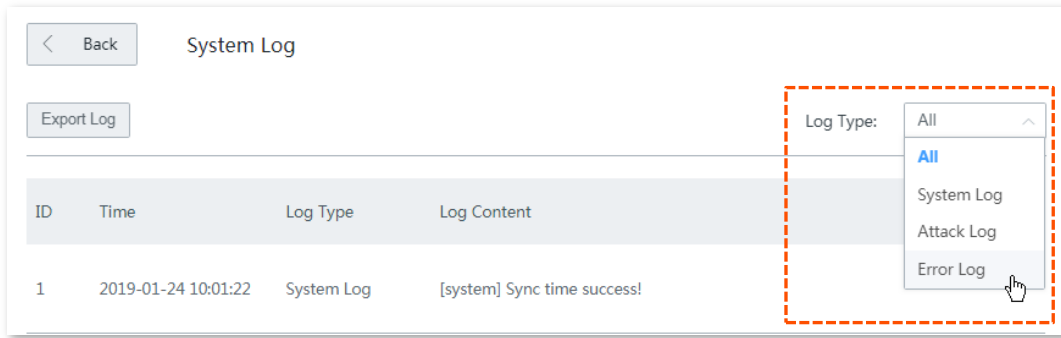 Back
System Log
Export Log
Log Type:
All
All
System Log
Attack Log
Error Log
ID Time Log Type Log Content
1 2019-01-24 10:01:22 System Log [system] Sync time success!